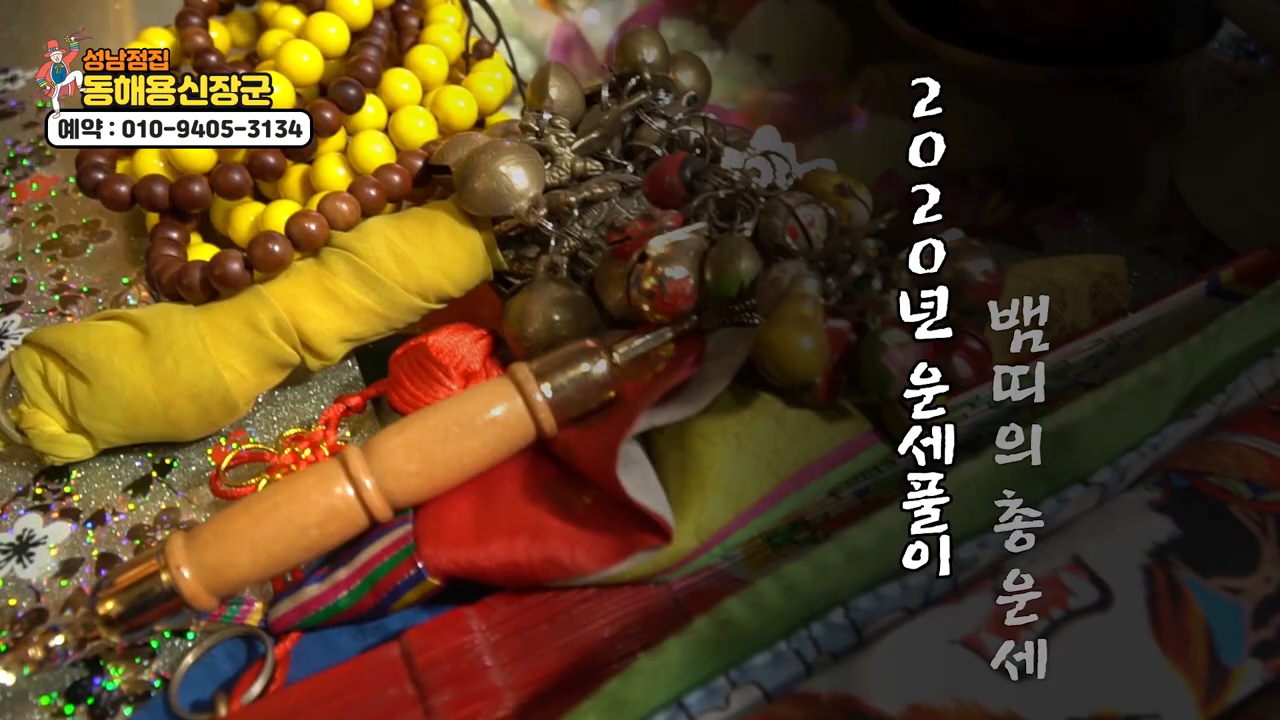 성남점집
동해용신장군
예약 : 010-9405-3134
2020년 운세풀이
뱀띠의 총운세